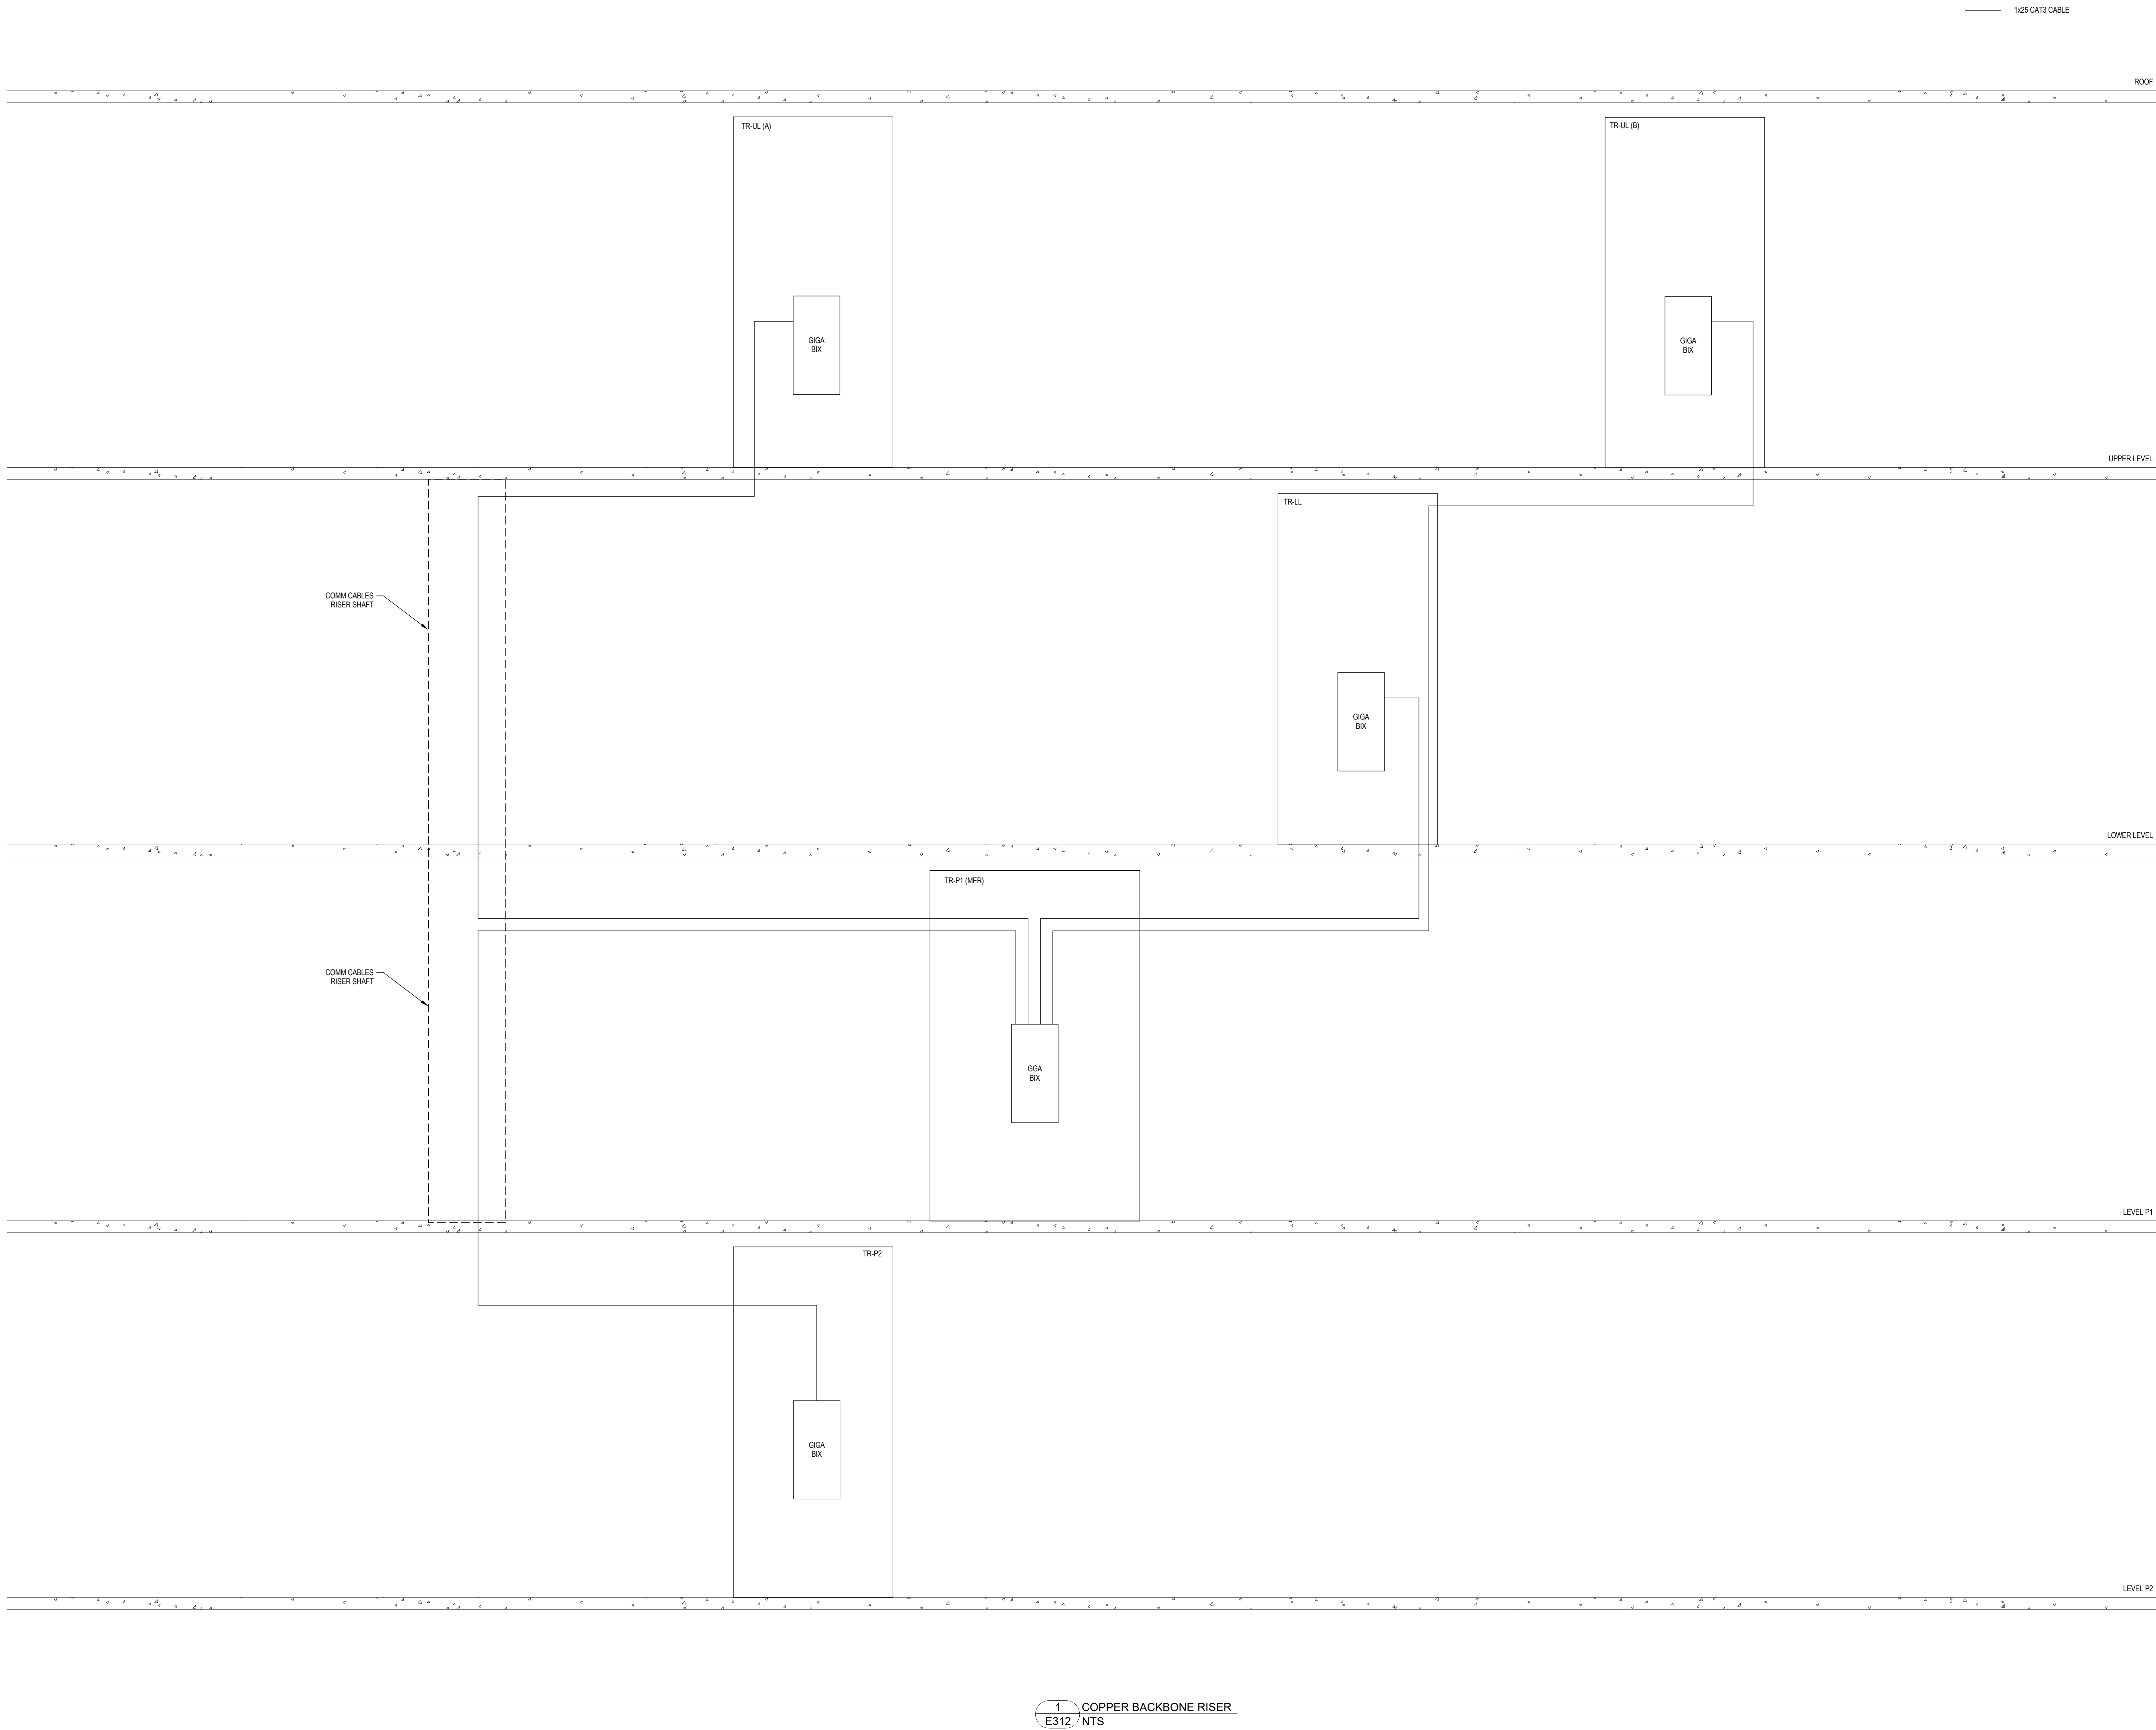 1x25 CAT3 CABLE
ROOF
TR-UL (A)
TR-UL (B)
GIGA
BIX
GIGA
BIX
UPPER LEVEL
TR-LL
COMM CABLES
RISER SHAFT
GIGA
BIX
LOWER LEVEL
TR-P1 (MER)
COMM CABLES
RISER SHAFT
GGA
BIX
LEVEL P1
TR-P2
GIGA
BIX
LEVEL P2
1
COPPER BACKBONE RISER
E312
NTS